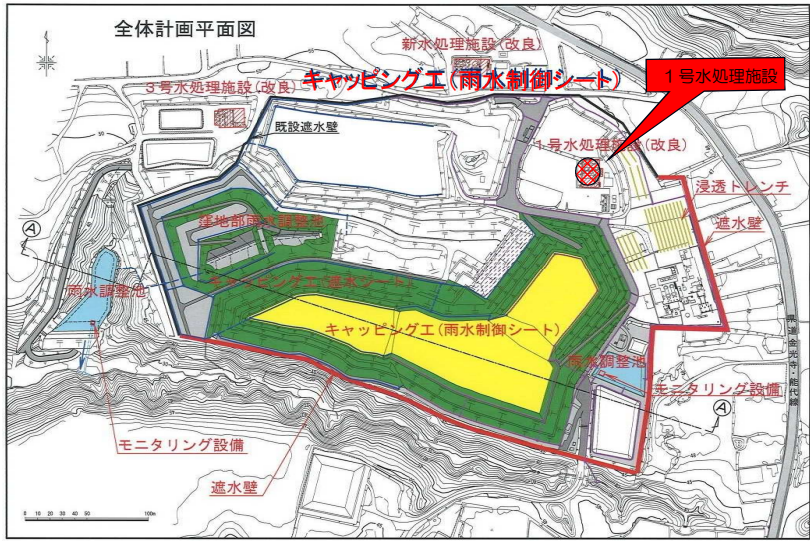 全体計画平面図
新水処理施設(改良)
キャッピング工(雨水制御シート)
1号水処理施設
3号水処理施設(改良)
既設遮水壁
1号水処理施設(改良)
浸透トレンチ
遮水壁
窪地部雨水調整池
Ⓐ
雨水調整池
キャッピング工(遮水シート)
キャッピング工(雨水制御シート)
雨水調整池
モニタリング設備
県道金光寺・能代線
Ⓐ
モニタリング設備
遮水壁
0 10 20 30 40 50 100m